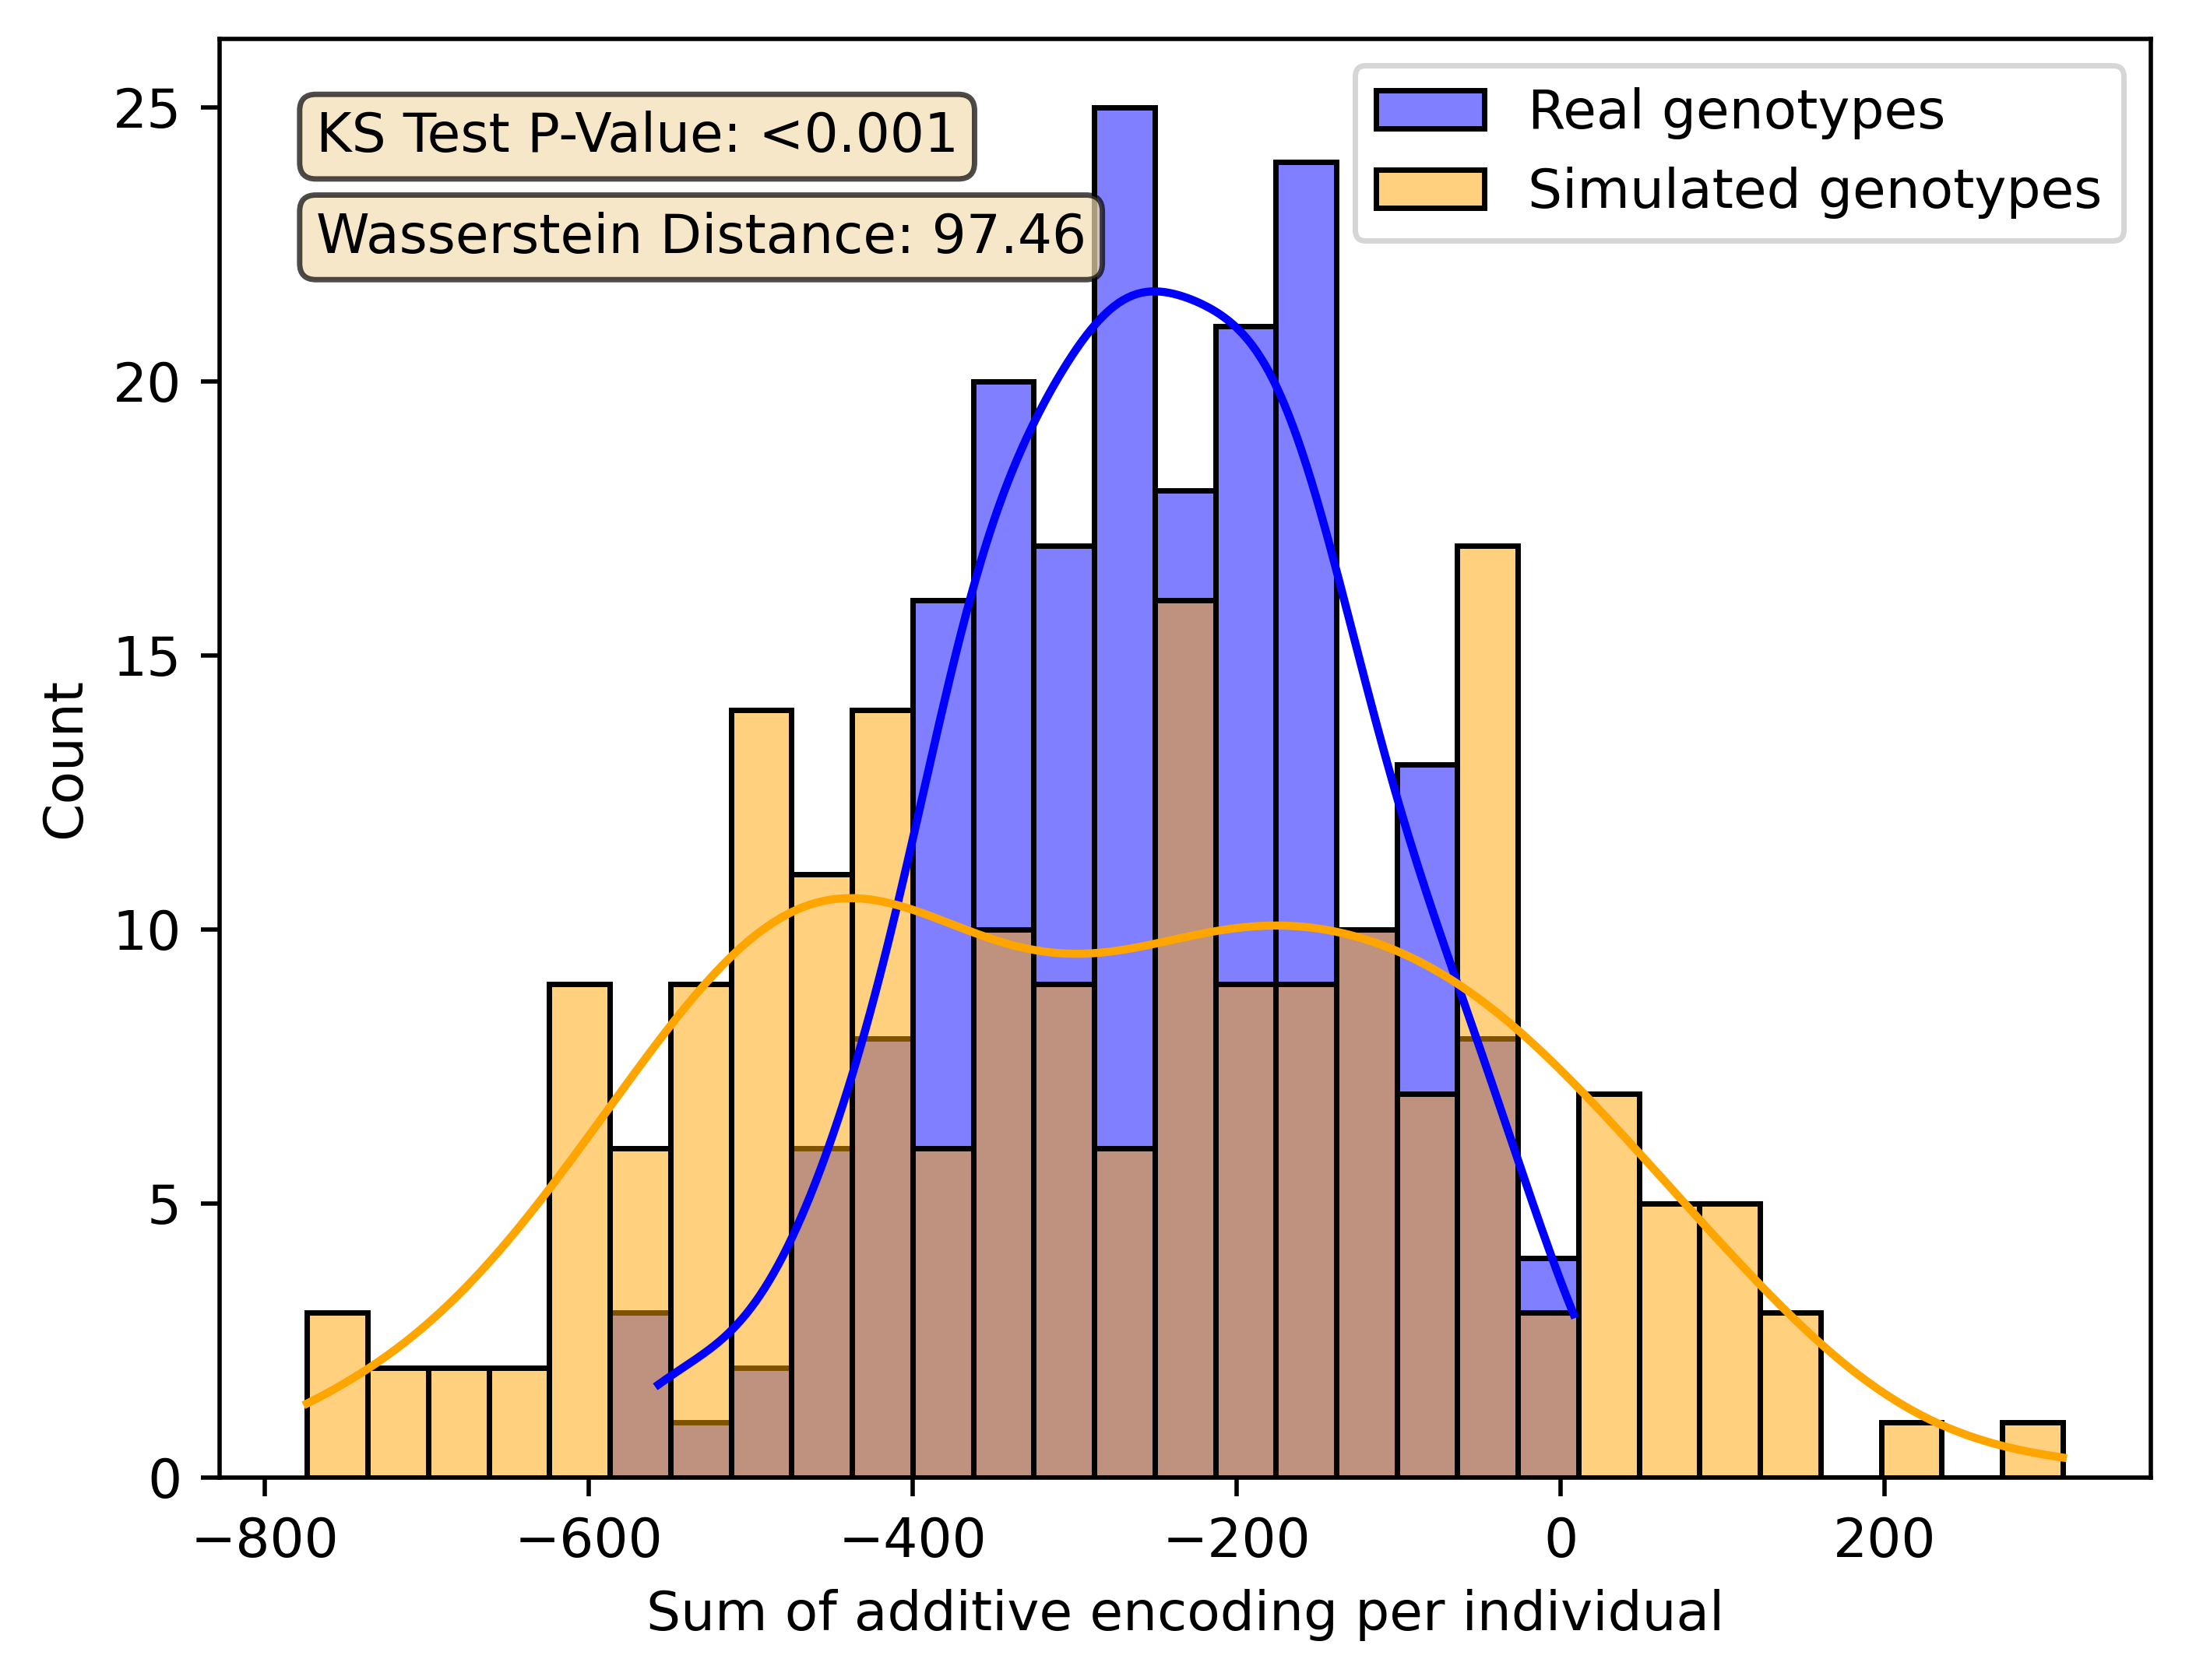 KS Test P-Value: <0.001
Wasserstein Distance: 97.46
Real genotypes
Simulated genotypes
Count
25
20
15
10
5
0
−800
−600
−400
−200
0
200
Sum of additive encoding per individual